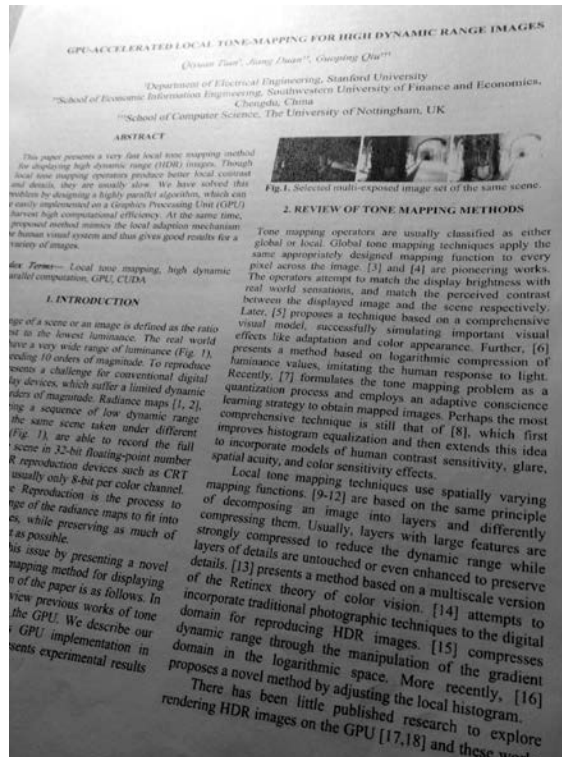 GPU-ACCELERATED LOCAL TONE-MAPPING FOR HIGH DYNAMIC RANGE IMAGES
Qiyuan Tian*, Jiang Duan**, Guoping Qiu***
*Department of Electrical Engineering, Stanford University
**School of Economic Information Engineering, Southwestern University of Finance and Economics,
Chengdu, China
***School of Computer Science, The University of Nottingham, UK
ABSTRACT
This paper presents a very fast local tone mapping method
for displaying high dynamic range (HDR) images. Though
local tone mapping operators produce better local contrast
and details, they are usually slow. We have solved this
problem by designing a highly parallel algorithm, which can
easily implemented on a Graphics Processing Unit (GPU)
harvest high computational efficiency. At the same time,
proposed method mimics the local adaption mechanism
human visual system and thus gives good results for a
variety of images.
Terms— Local tone mapping, high dynamic
parallel computation, GPU, CUDA
1. INTRODUCTION
of a scene or an image is defined as the ratio
to the lowest luminance. The real world
a very wide range of luminance (Fig. 1),
10 orders of magnitude. To reproduce
a challenge for conventional digital
devices, which suffer a limited dynamic
of magnitude. Radiance maps [1, 2],
a sequence of low dynamic range
the same scene taken under different
(Fig. 1), are able to record the full
scene in 32-bit floating-point number
reproduction devices such as CRT
usually only 8-bit per color channel.
Reproduction is the process to
of the radiance maps to fit into
while preserving as much of
as possible.
this issue by presenting a novel
mapping method for displaying
of the paper is as follows. In
previous works of tone
the GPU. We describe our
GPU implementation in
experimental results
Fig.1. Selected multi-exposed image set of the same scene.
2. REVIEW OF TONE MAPPING METHODS
Tone mapping operators are usually classified as either
global or local. Global tone mapping techniques apply the
same appropriately designed mapping function to every
pixel across the image. [3] and [4] are pioneering works.
The operators attempt to match the display brightness with
real world sensations, and match the perceived contrast
between the displayed image and the scene respectively.
Later, [5] proposes a technique based on a comprehensive
visual model, successfully simulating important visual
effects like adaptation and color appearance. Further, [6]
presents a method based on logarithmic compression of
luminance values, imitating the human response to light.
Recently, [7] formulates the tone mapping problem as a
quantization process and employs an adaptive conscience
learning strategy to obtain mapped images. Perhaps the most
comprehensive technique is still that of [8], which first
improves histogram equalization and then extends this idea
to incorporate models of human contrast sensitivity, glare,
spatial acuity, and color sensitivity effects.
Local tone mapping techniques use spatially varying
mapping functions. [9-12] are based on the same principle
of decomposing an image into layers and differently
compressing them. Usually, layers with large features are
strongly compressed to reduce the dynamic range while
layers of details are untouched or even enhanced to preserve
details. [13] presents a method based on a multiscale version
of the Retinex theory of color vision. [14] attempts to
incorporate traditional photographic techniques to the digital
domain for reproducing HDR images. [15] compresses
dynamic range through the manipulation of the gradient
domain in the logarithmic space. More recently, [16]
proposes a novel method by adjusting the local histogram.
There has been little published research to explore
rendering HDR images on the GPU [17,18] and these